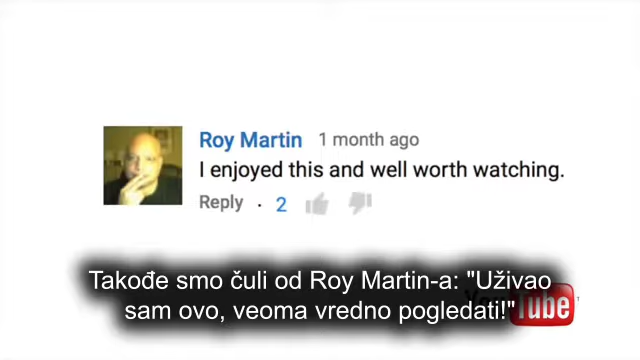 Roy Martin 1 month ago
I enjoyed this and well worth watching.
Reply · 2
Takođe smo čuli od Roy Martin-a: "Uživao
sam ovo, veoma vredno pogledati!"
YouTube